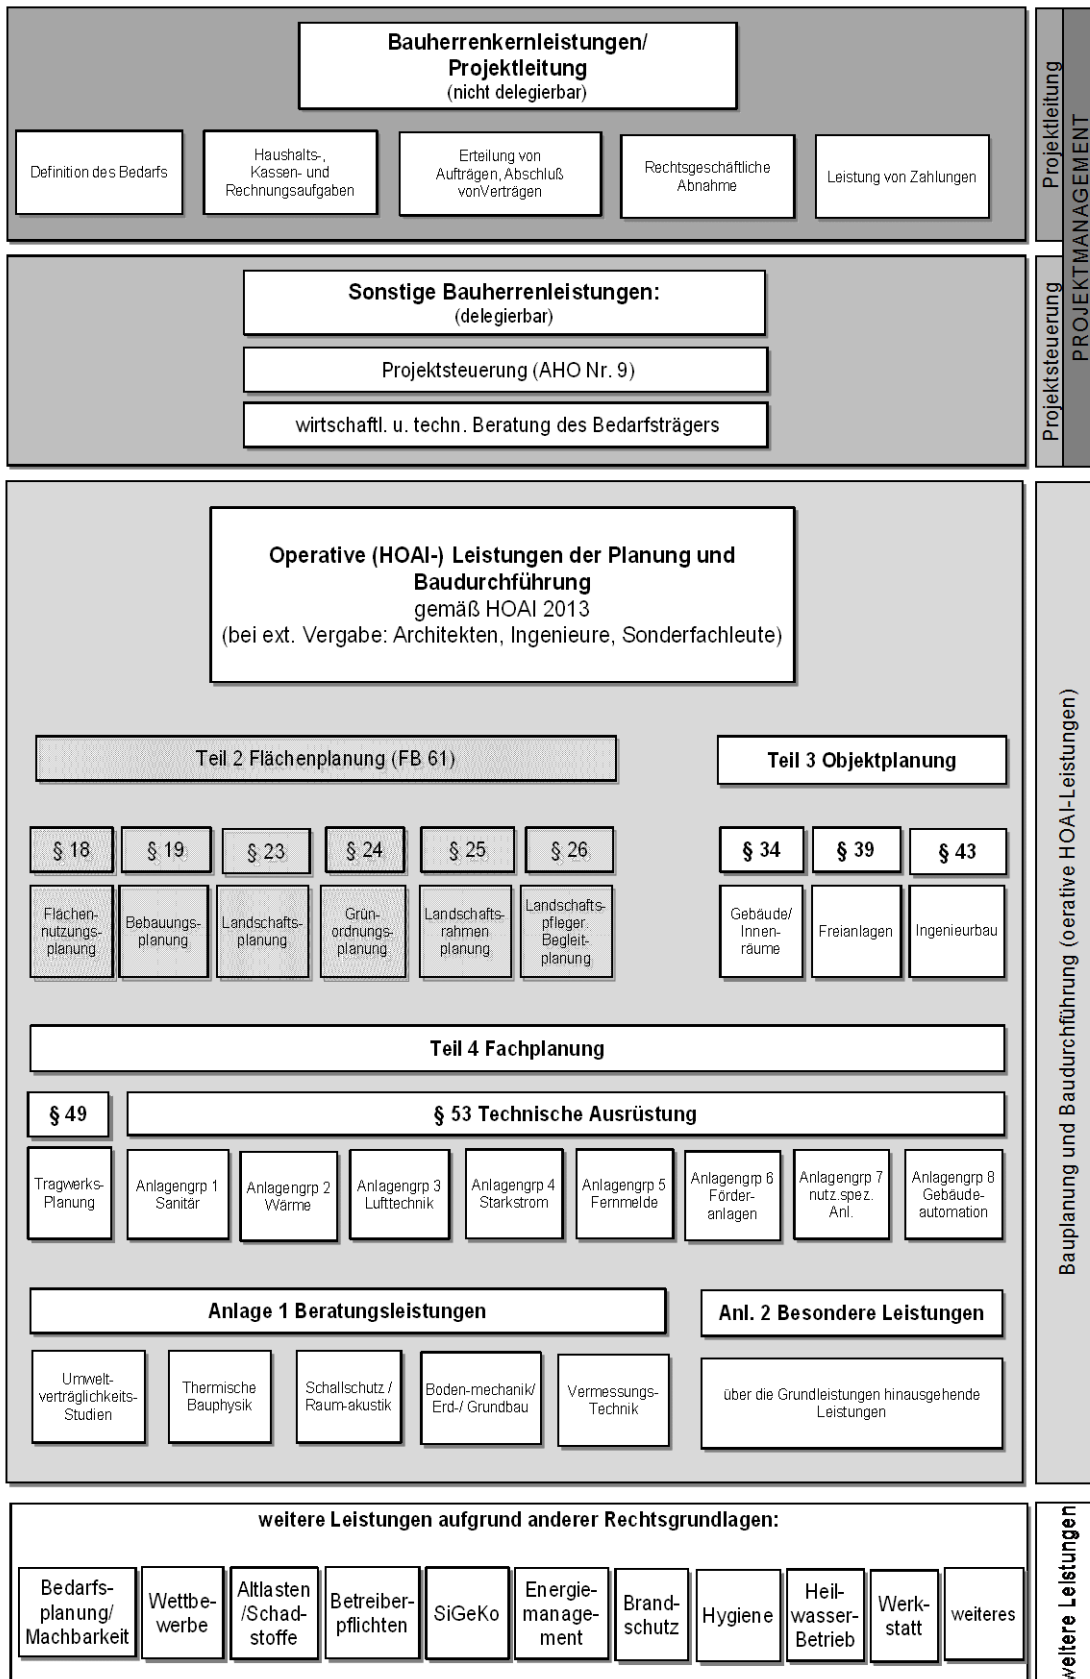 Bauherrenkernleistungen/
Projektleitung
(nicht delegierbar)
Definition des Bedarfs
Haushalts-,
Kassen- und
Rechnungsaufgaben
Erteilung von
Aufträgen, Abschluß
vonVerträgen
Rechtsgeschäftliche
Abnahme
Leistung von Zahlungen
Projektleitung
PROJEKTMANAGEMENT
Sonstige Bauherrenleistungen:
(delegierbar)
Projektsteuerung (AHO Nr. 9)
wirtschaftl. u. techn. Beratung des Bedarfsträgers
Projektsteuerung
Operative (HOAI-) Leistungen der Planung und
Baudurchführung
gemäß HOAI 2013
(bei ext. Vergabe: Architekten, Ingenieure, Sonderfachleute)
Teil 2 Flächenplanung (FB 61)
Teil 3 Objektplanung
§ 18
§ 19
§ 23
§ 24
§ 25
§ 26
§ 34
§ 39
§ 43
Flächen-
nutzungs-
planung
Bebauungs-
planung
Landschafts-
planung
Grün-
ordnungs-
planung
Landschafts-
rahmen
planung
Landschafts-
pfleger.
Begleit-
planung
Gebäude/
Innen-
räume
Freianlagen
Ingenieurbau
Teil 4 Fachplanung
§ 49
§ 53 Technische Ausrüstung
Tragwerks-
Planung
Anlagengrp 1
Sanitär
Anlagengrp 2
Wärme
Anlagengrp 3
Lufttechnik
Anlagengrp 4
Starkstrom
Anlagengrp 5
Fernmelde
Anlagengrp 6
Förder-
anlagen
Anlagengrp 7
nutz.spez.
Anl.
Anlagengrp 8
Gebäude-
automation
Anlage 1 Beratungsleistungen
Anl. 2 Besondere Leistungen
Umwelt-
verträglichkeits-
Studien
Thermische
Bauphysik
Schallschutz /
Raum-akustik
Boden-mechanik/
Erd-/ Grundbau
Vermessungs-
Technik
über die Grundleistungen hinausgehende
Leistungen
Bauplanung und Baudurchführung (oerative HOAI-Leistungen)
weitere Leistungen aufgrund anderer Rechtsgrundlagen:
Bedarfs-
planung/
Machbarkeit
Wettbe-
werbe
Altlasten
/Schad-
stoffe
Betreiber-
pflichten
SiGeKo
Energie-
manage-
ment
Brand-
schutz
Hygiene
Heil-
wasser-
Betrieb
Werk-
statt
weiteres
weitere Leistungen